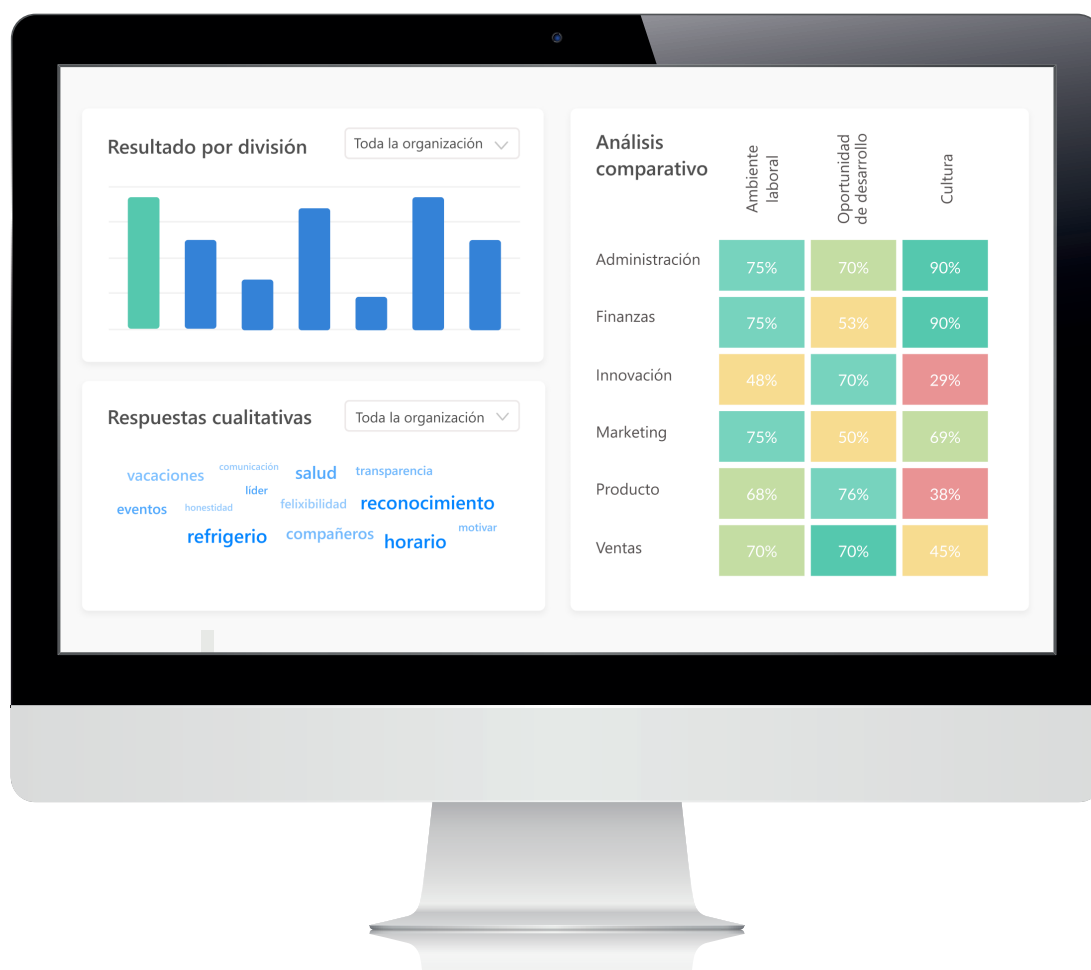 Resultado por división
Toda la organización
Respuestas cualitativas
Toda la organización
vacaciones
comunicación
salud
transparencia
líder
eventos
honestidad
felixibilidad
reconocimiento
refrigerio
compañeros
horario
motivar
Análisis
comparativo
Ambiente
laboral
Oportunidad
de desarrollo
Cultura
Administración
75%
70%
90%
Finanzas
75%
53%
90%
Innovación
48%
70%
29%
Marketing
75%
50%
69%
Producto
68%
76%
38%
Ventas
70%
70%
45%